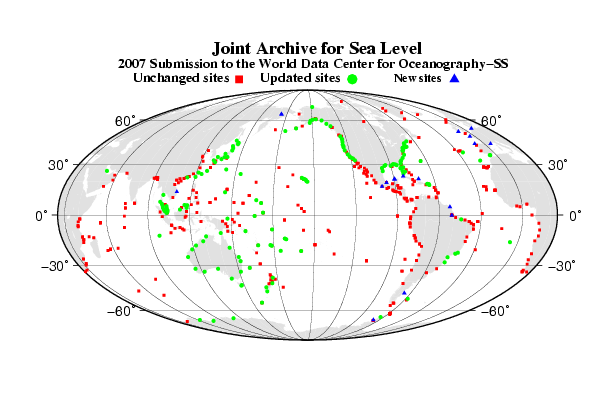 Joint Archive for Sea Level
2007 Submission to the World Data Center for Oceanography−SS
Unchanged sites Updated sites New sites
60˚ 60˚
30˚ 30˚
0˚ 0˚
−30˚ −30˚
−60˚ −60˚